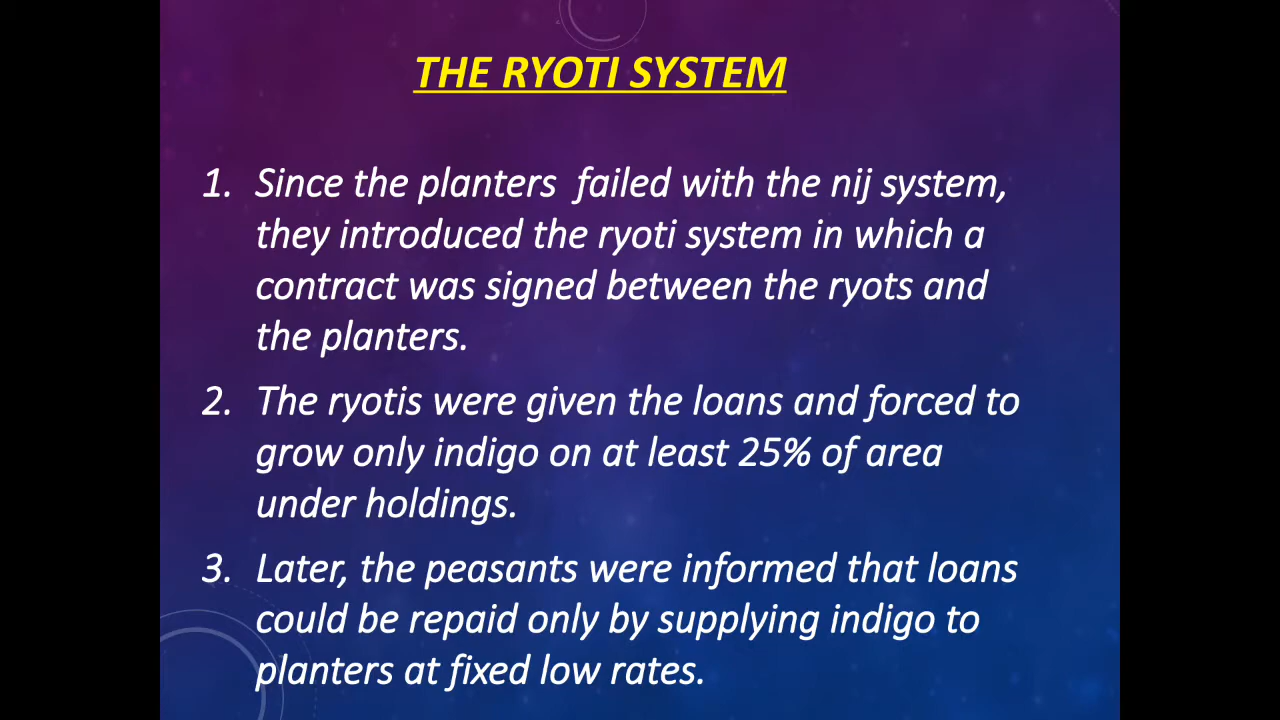 THE RYOTI SYSTEM
1. Since the planters failed with the nij system,
they introduced the ryoti system in which a
contract was signed between the ryots and
the planters.
2. The ryotis were given the loans and forced to
grow only indigo on at least 25% of area
under holdings.
3. Later, the peasants were informed that loans
could be repaid only by supplying indigo to
planters at fixed low rates.